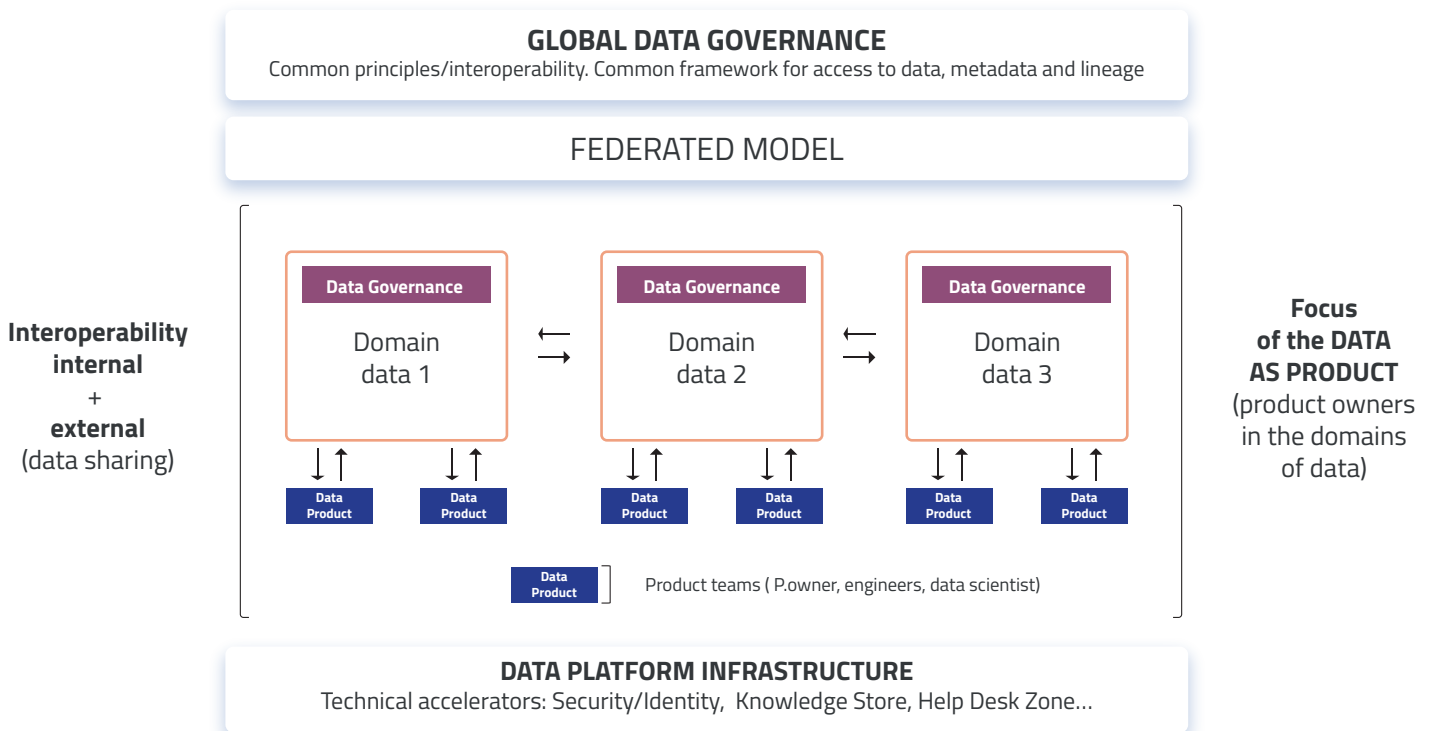 GLOBAL DATA GOVERNANCE
Common principles/interoperability. Common framework for access to data, metadata and lineage
FEDERATED MODEL
Interoperability
internal
+
external
(data sharing)
Data Governance
Domain
data 1
Data Governance
Domain
data 2
Data Governance
Domain
data 3
Data
Product
Data
Product
Data
Product
Data
Product
Data
Product
Data
Product
Data
Product
Product teams ( P.owner, engineers, data scientist)
Focus
of the DATA
AS PRODUCT
(product owners
in the domains
of data)
DATA PLATFORM INFRASTRUCTURE
Technical accelerators: Security/Identity,  Knowledge Store, Help Desk Zone...